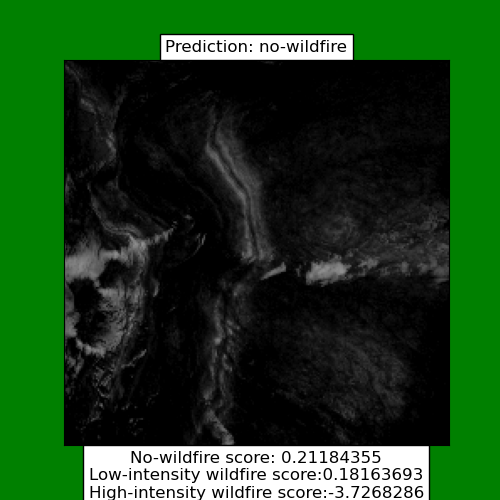 Prediction: no-wildfire
No-wildfire score: 0.21184355
Low-intensity wildfire score:0.18163693
High-intensity wildfire score:-3.7268286